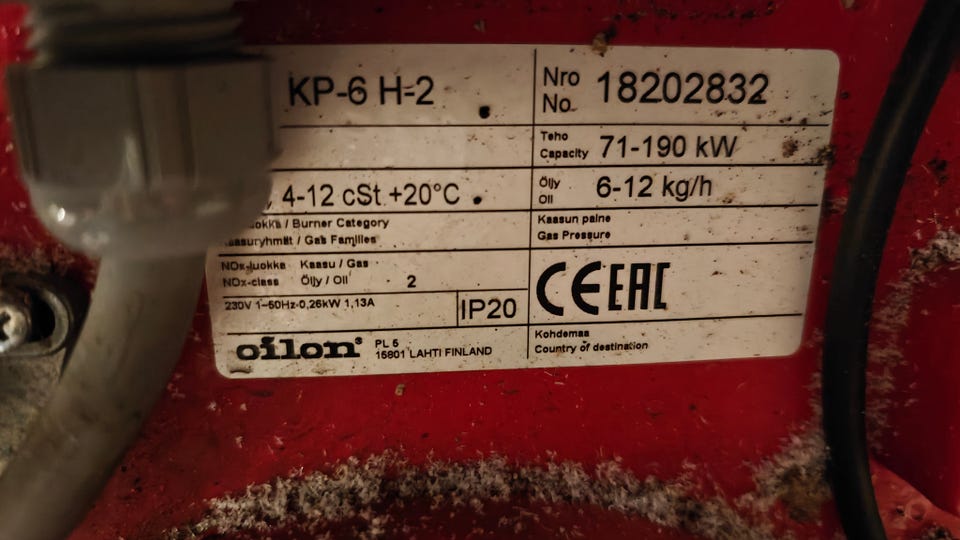 KP-6 H-2
Nro
No.
18202832
Teho
Capacity
71-190 kW
4-12 cSt +20°C
Öljy
Oil
6-12 kg/h
/ Burner Category
/ Gas Families
Kaasun paine
Gas Pressure
NOx-luokka Kaasu / Gas
NOx-class Öljy / Oil 2
230V 1~50Hz 0,26kW 1,13A
IP20
CE EAC
oilon®
PL 5
15801 LAHTI FINLAND
Kohdemaa
Country of destination